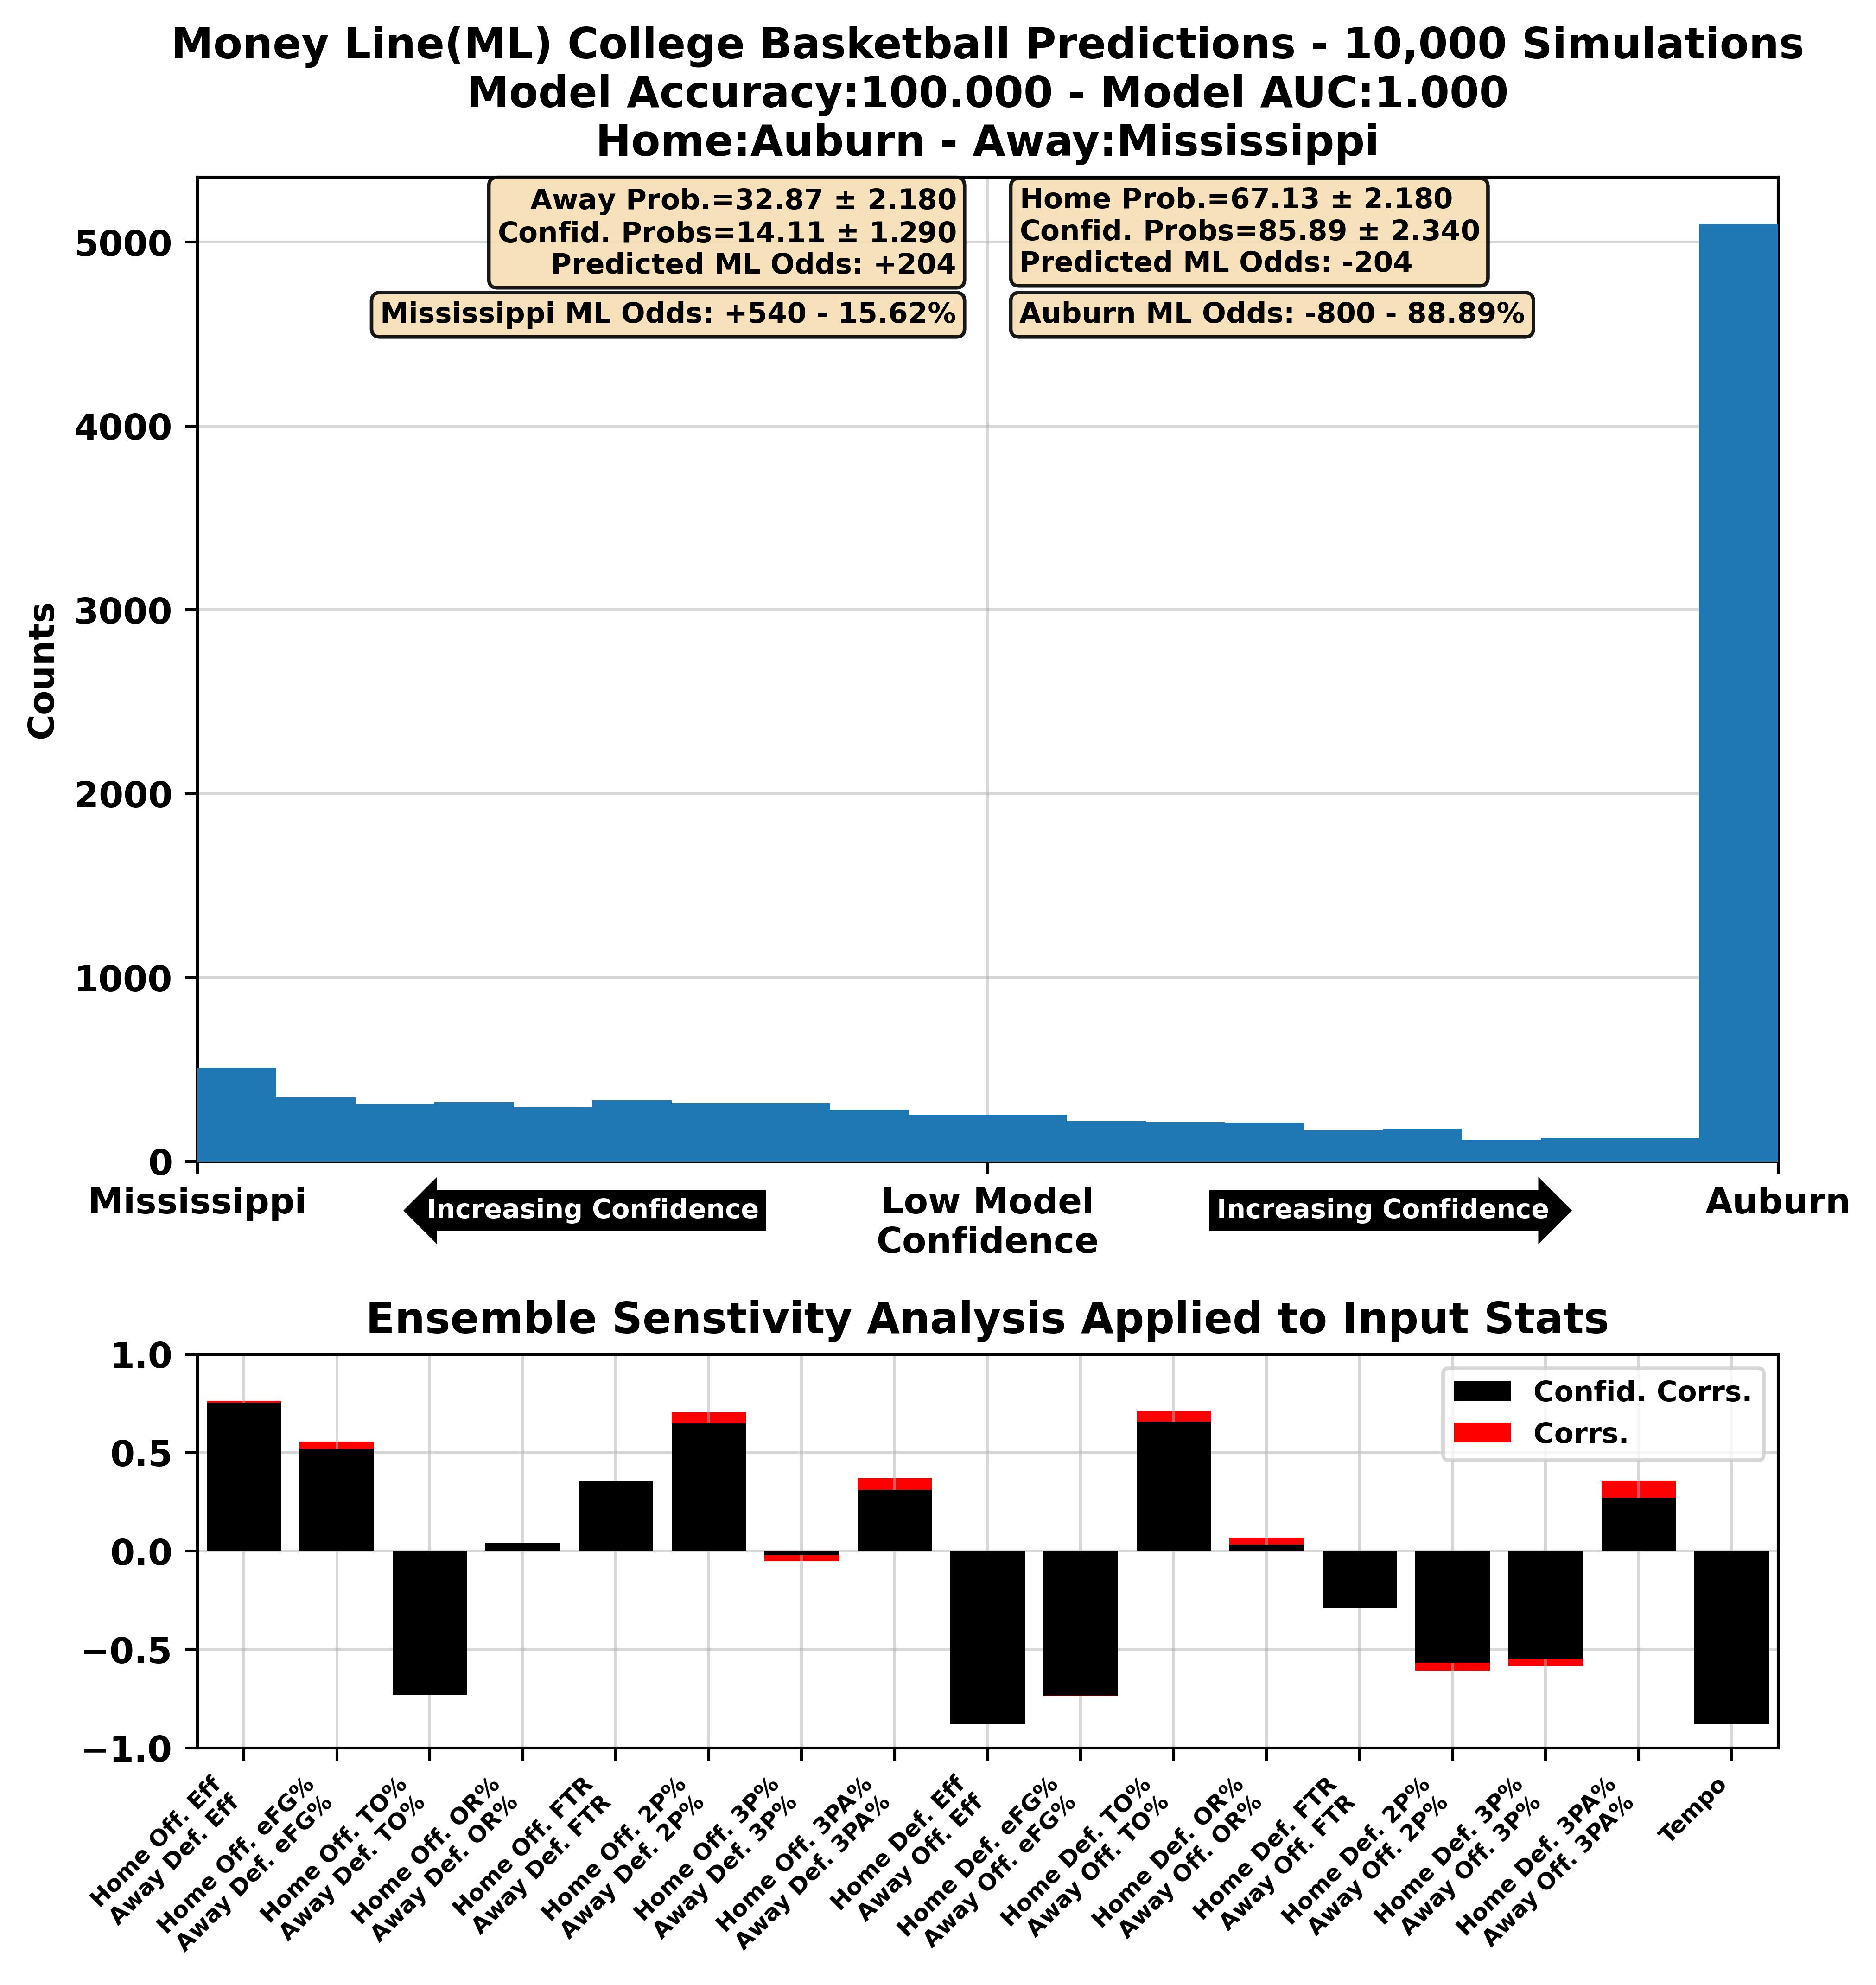 Money Line(ML) College Basketball Predictions - 10,000 Simulations
Model Accuracy:100.000 - Model AUC:1.000
Home:Auburn - Away:Mississippi
Away Prob.=32.87 ± 2.180
Confid. Probs=14.11 ± 1.290
Predicted ML Odds: +204
Mississippi ML Odds: +540 - 15.62%
Home Prob.=67.13 ± 2.180
Confid. Probs=85.89 ± 2.340
Predicted ML Odds: -204
Auburn ML Odds: -800 - 88.89%
Counts
5000
4000
3000
2000
1000
0
Mississippi
Increasing Confidence
Low Model
Confidence
Increasing Confidence
Auburn
Ensemble Senstivity Analysis Applied to Input Stats
1.0
0.5
0.0
−0.5
−1.0
Confid. Corrs.
Corrs.
Home Off. Eff
Away Def. Eff
Home Off. eFG%
Away Def. eFG%
Home Off. TO%
Away Def. TO%
Home Off. OR%
Away Def. OR%
Home Off. FTR
Away Def. FTR
Home Off. 2P%
Away Def. 2P%
Home Off. 3P%
Away Def. 3P%
Home Off. 3PA%
Away Def. 3PA%
Home Def. Eff
Away Off. Eff
Home Def. eFG%
Away Off. eFG%
Home Def. TO%
Away Off. TO%
Home Def. OR%
Away Off. OR%
Home Def. FTR
Away Off. FTR
Home Def. 2P%
Away Off. 2P%
Home Def. 3P%
Away Off. 3P%
Home Def. 3PA%
Away Off. 3PA%
Tempo